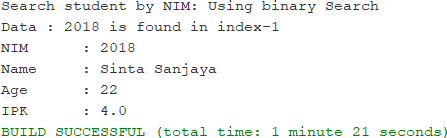 Search student by NIM: Using binary Search
Data : 2018 is found in index-1
NIM : 2018
Name : Sinta Sanjaya
Age : 22
IPK : 4.0
BUILD SUCCESSFUL (total time: 1 minute 21 seconds)